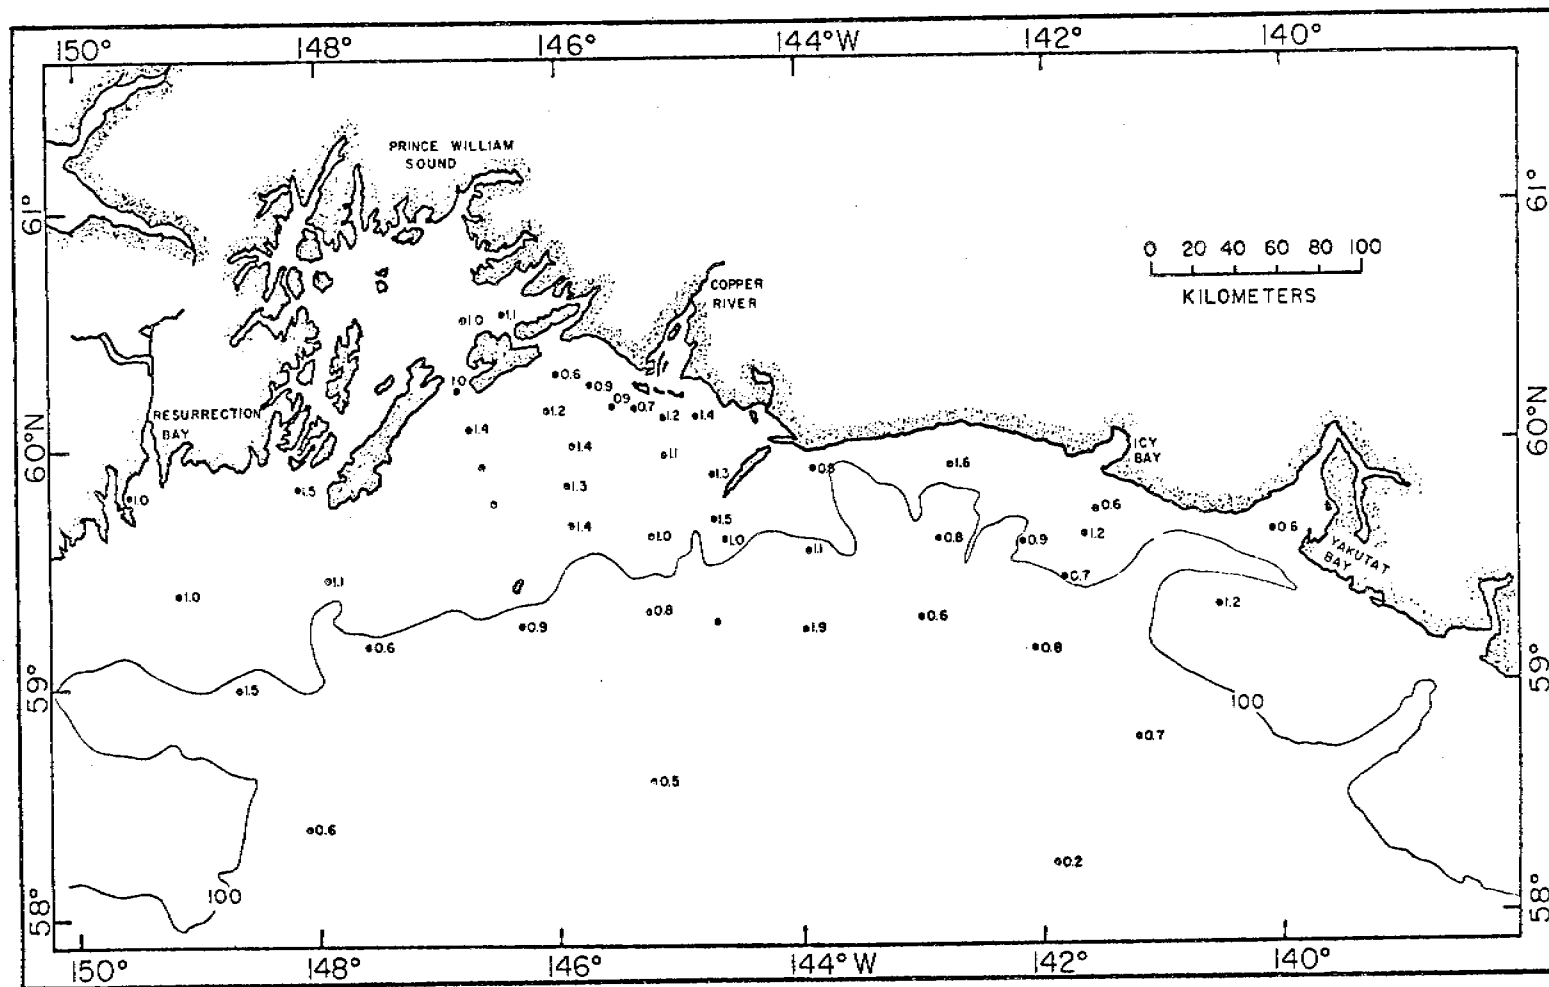 150° 148° 146° 144°W 142° 140°
PRINCE WILLIAM
SOUND
61° 61°
0 20 40 60 80 100
KILOMETERS
COPPER
RIVER
1.0 1.1
1.0 0.6 0.9
0.9 0.7
1.2 1.2 1.4
RESURRECTION
BAY
60°N 60°N
1.4 1.4 1.1
ICY
BAY
1.3 0.8 1.6
1.0 1.5 1.3
0.6
1.4 1.5
1.0 1.0 1.1 0.8 0.9 1.2 0.6
YAKUTAT
BAY
1.1 0.7
1.0 1.2
0.8 0.6
0.9 1.9
0.6 0.8
59° 59°
1.5 100
0.7
0.5
0.6
0.2
100
58° 58°
150° 148° 146° 144°W 142° 140°